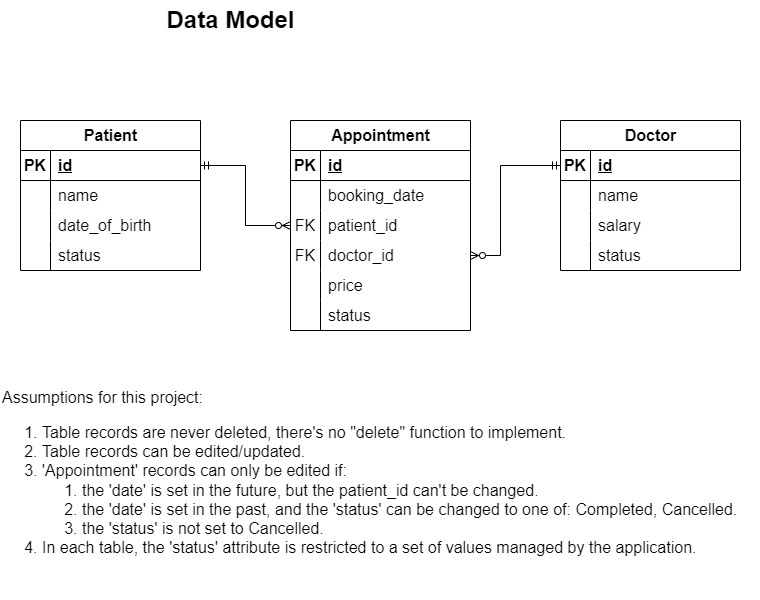 Data Model
Patient
PK id
name
date_of_birth
status
Appointment
PK id
booking_date
FK patient_id
FK doctor_id
price
status
Doctor
PK id
name
salary
status
Assumptions for this project:
1. Table records are never deleted, there's no "delete" function to implement.
2. Table records can be edited/updated.
3. 'Appointment' records can only be edited if:
1. the 'date' is set in the future, but the patient_id can't be changed.
2. the 'date' is set in the past, and the 'status' can be changed to one of: Completed, Cancelled.
3. the 'status' is not set to Cancelled.
4. In each table, the 'status' attribute is restricted to a set of values managed by the application.